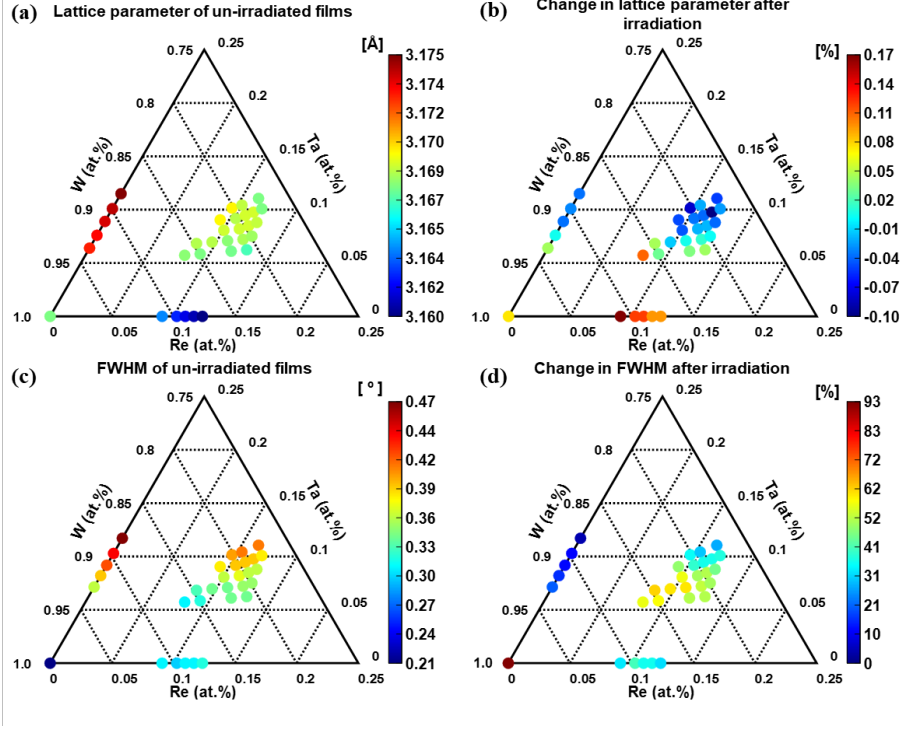 (a) Lattice parameter of un-irradiated films
[Å]
0.75 0.25
3.175
3.174
3.172
3.170
3.169
3.167
3.165
3.164
3.162
3.160
0.8 0.2
0.85 0.15
0.9 0.1
0.95 0.05
1.0 0
W (at.%)
Ta (at.%)
0 0.05 0.1 0.15 0.2 0.25
Re (at.%)
(b) Change in lattice parameter after
irradiation
[%]
0.75 0.25
0.17
0.14
0.11
0.08
0.05
0.02
-0.01
-0.04
-0.07
-0.10
0.8 0.2
0.85 0.15
0.9 0.1
0.95 0.05
1.0 0
W (at.%)
Ta (at.%)
0 0.05 0.1 0.15 0.2 0.25
Re (at.%)
(c) FWHM of un-irradiated films
[ º ]
0.75 0.25
0.47
0.44
0.42
0.39
0.36
0.33
0.30
0.27
0.24
0.21
0.8 0.2
0.85 0.15
0.9 0.1
0.95 0.05
1.0 0
W (at.%)
Ta (at.%)
0 0.05 0.1 0.15 0.2 0.25
Re (at.%)
(d) Change in FWHM after irradiation
[%]
0.75 0.25
93
83
72
62
52
41
31
21
10
0
0.8 0.2
0.85 0.15
0.9 0.1
0.95 0.05
1.0 0
W (at.%)
Ta (at.%)
0 0.05 0.1 0.15 0.2 0.25
Re (at.%)